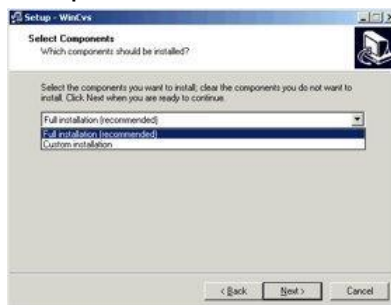 Setup - WinCvs
Select Components
Which components should be installed?
Select the components you want to install; clear the components you do not want to
install. Click Next when you are ready to continue.
Full installation (recommended)
Full installation (recommended)
Custom installation
< Back
Next >
Cancel